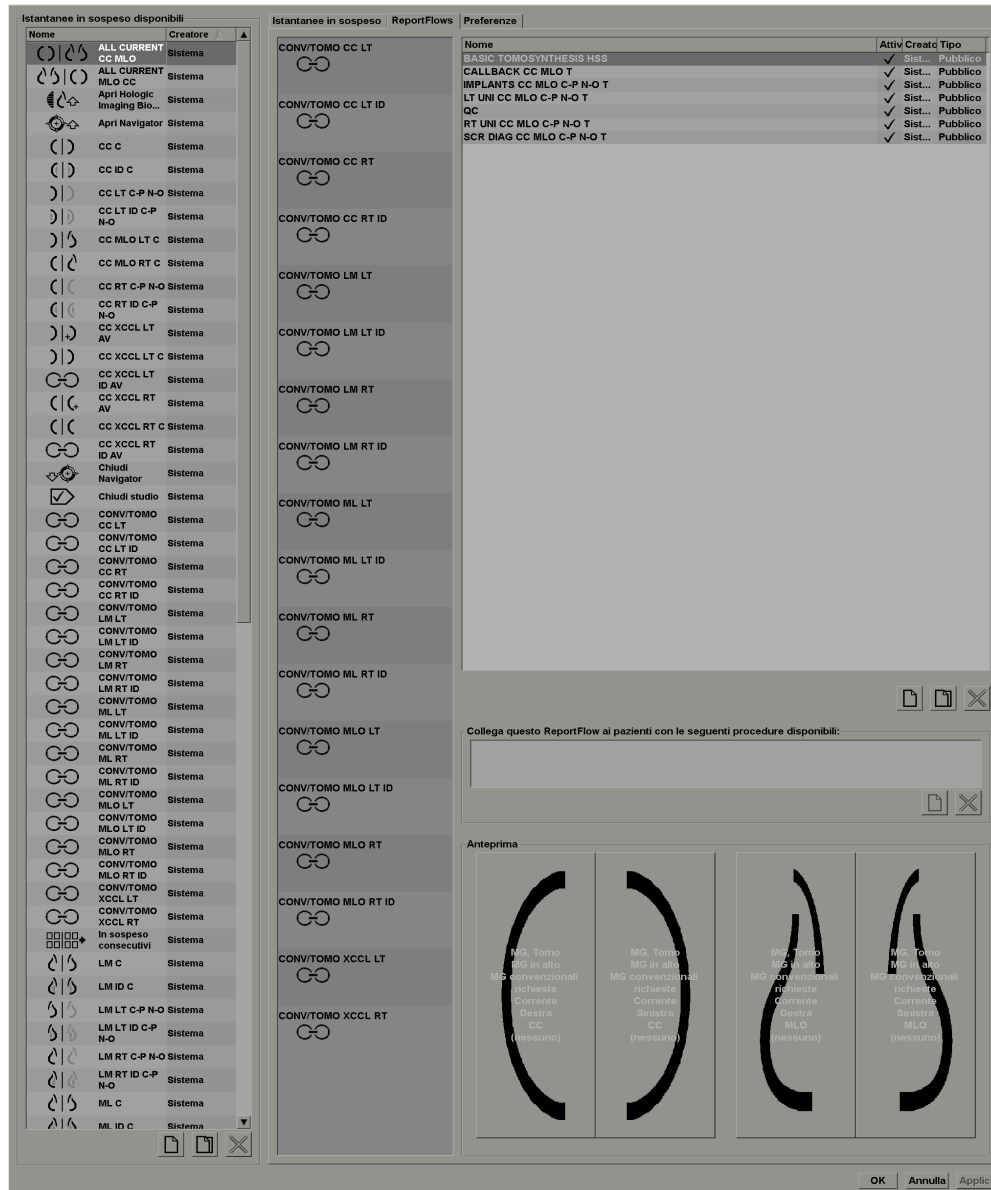 Istantanee in sospeso disponibili
Nome Creatore
ALL CURRENT
CC MLO
Sistema
ALL CURRENT
MLO CC
Sistema
Apri Hologic
Imaging Bio...
Sistema
Apri Navigator Sistema
CC C Sistema
CC ID C Sistema
CC LT C-P N-O Sistema
CC LT ID C-P
N-O
Sistema
CC MLO LT C Sistema
CC MLO RT C Sistema
CC RT C-P N-O Sistema
CC RT ID C-P
N-O
Sistema
CC XCCL LT
AV
Sistema
CC XCCL LT C Sistema
CC XCCL LT
ID AV
Sistema
CC XCCL RT
AV
Sistema
CC XCCL RT C Sistema
CC XCCL RT
ID AV
Sistema
Chiudi
Navigator
Sistema
Chiudi studio Sistema
CONV/TOMO
CC LT
Sistema
CONV/TOMO
CC LT ID
Sistema
CONV/TOMO
CC RT
Sistema
CONV/TOMO
CC RT ID
Sistema
CONV/TOMO
LM LT
Sistema
CONV/TOMO
LM LT ID
Sistema
CONV/TOMO
LM RT
Sistema
CONV/TOMO
LM RT ID
Sistema
CONV/TOMO
ML LT
Sistema
CONV/TOMO
ML LT ID
Sistema
CONV/TOMO
ML RT
Sistema
CONV/TOMO
ML RT ID
Sistema
CONV/TOMO
MLO LT
Sistema
CONV/TOMO
MLO LT ID
Sistema
CONV/TOMO
MLO RT
Sistema
CONV/TOMO
MLO RT ID
Sistema
CONV/TOMO
XCCL LT
Sistema
CONV/TOMO
XCCL RT
Sistema
In sospeso
consecutivi
Sistema
LM C Sistema
LM ID C Sistema
LM LT C-P N-O Sistema
LM LT ID C-P
N-O
Sistema
LM RT C-P N-O Sistema
LM RT ID C-P
N-O
Sistema
ML C Sistema
ML ID C Sistema
Istantanee in sospeso ReportFlows Preferenze
CONV/TOMO CC LT
CONV/TOMO CC LT ID
CONV/TOMO CC RT
CONV/TOMO CC RT ID
CONV/TOMO LM LT
CONV/TOMO LM LT ID
CONV/TOMO LM RT
CONV/TOMO LM RT ID
CONV/TOMO ML LT
CONV/TOMO ML LT ID
CONV/TOMO ML RT
CONV/TOMO ML RT ID
CONV/TOMO MLO LT
CONV/TOMO MLO LT ID
CONV/TOMO MLO RT
CONV/TOMO MLO RT ID
CONV/TOMO XCCL LT
CONV/TOMO XCCL RT
Nome Attiv Creato Tipo
BASIC TOMOSYNTHESIS HSS ✓ Sist... Pubblico
CALLBACK CC MLO T ✓ Sist... Pubblico
IMPLANTS CC MLO C-P N-O T ✓ Sist... Pubblico
LT UNI CC MLO C-P N-O T ✓ Sist... Pubblico
QC ✓ Sist... Pubblico
RT UNI CC MLO C-P N-O T ✓ Sist... Pubblico
SCR DIAG CC MLO C-P N-O T ✓ Sist... Pubblico
Collega questo ReportFlow ai pazienti con le seguenti procedure disponibili:
Anteprima
MG, Tomo
MG in alto
MG convenzionali
richieste
Corrente
Destra
CC
(nessuno)
MG, Tomo
MG in alto
MG convenzionali
richieste
Corrente
Sinistra
CC
(nessuno)
MG, Tomo
MG in alto
MG convenzionali
richieste
Corrente
Destra
MLO
(nessuno)
MG, Tomo
MG in alto
MG convenzionali
richieste
Corrente
Sinistra
MLO
(nessuno)
OK Annulla Applic